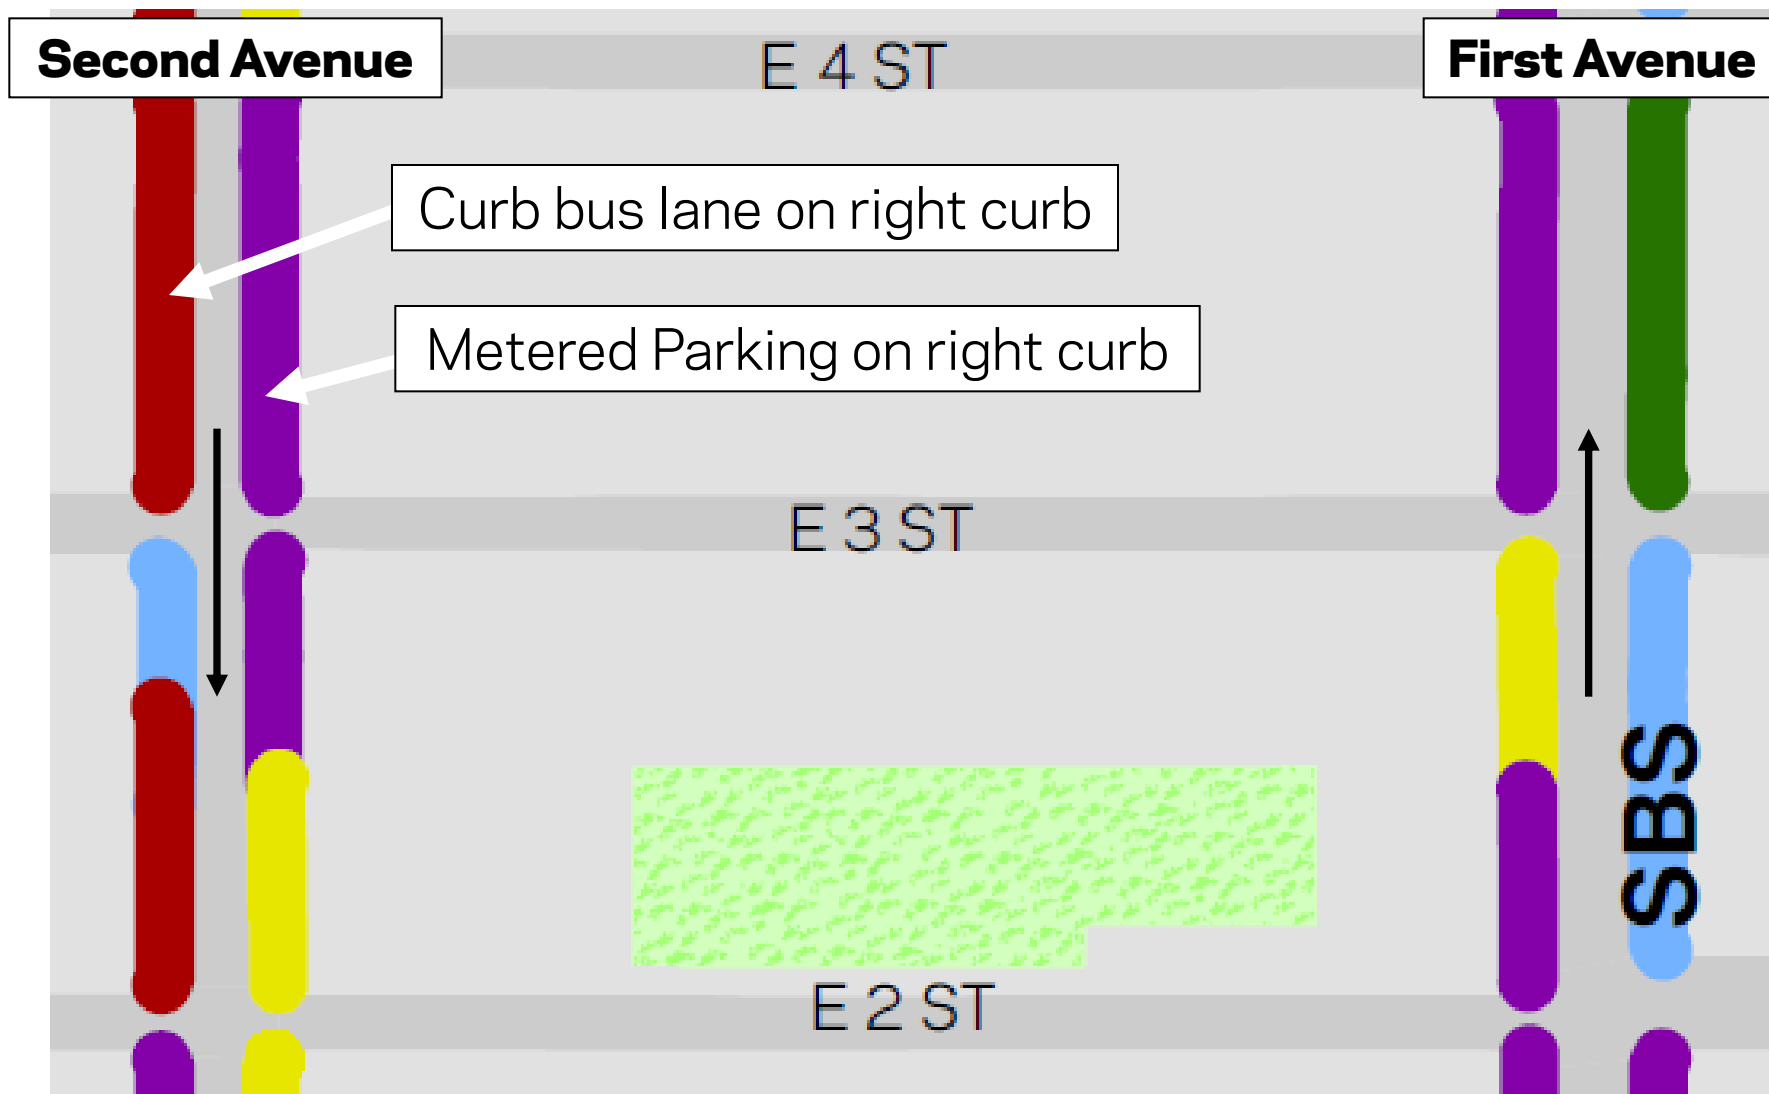 Second Avenue
E 4 ST
First Avenue
Curb bus lane on right curb
Metered Parking on right curb
E 3 ST
SBS
E 2 ST